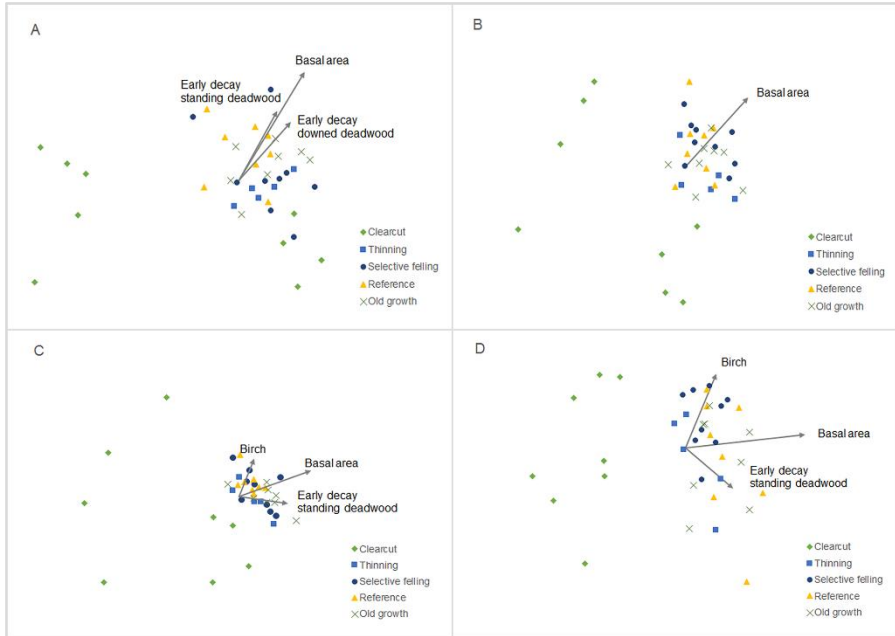 A
Basal area
Early decay
standing deadwood
Early decay
downed deadwood
Clearcut
Thinning
Selective felling
Reference
Old growth
B
Basal area
Clearcut
Thinning
Selective felling
Reference
Old growth
C
Birch
Basal area
Early decay
standing deadwood
Clearcut
Thinning
Selective felling
Reference
Old growth
D
Birch
Basal area
Early decay
standing deadwood
Clearcut
Thinning
Selective felling
Reference
Old growth